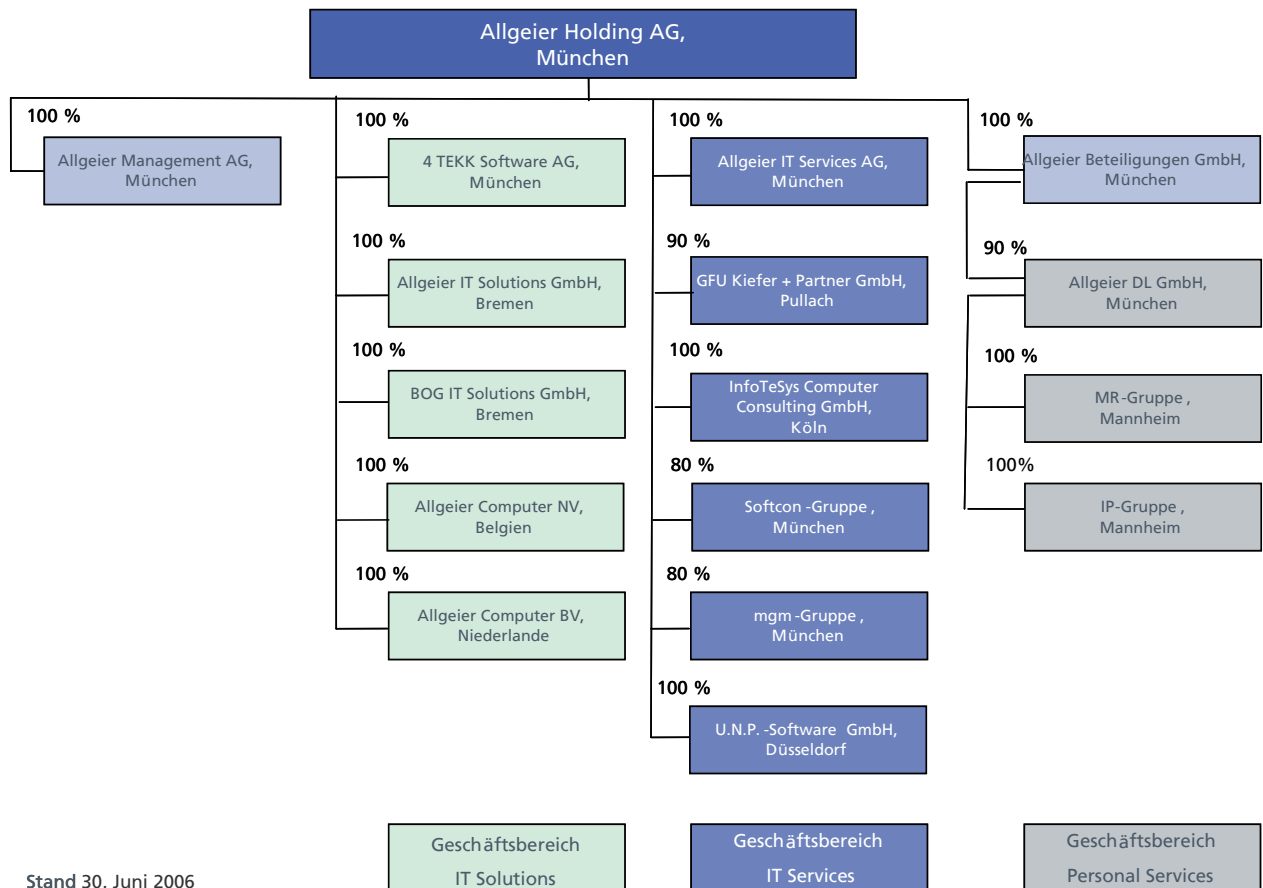 Allgeier Holding AG,
München
100 %
Allgeier Management AG,
München
100 %
4 TEKK Software AG,
München
100 %
Allgeier IT Solutions GmbH,
Bremen
100 %
BOG IT Solutions GmbH,
Bremen
100 %
Allgeier Computer NV,
Belgien
100 %
Allgeier Computer BV,
Niederlande
100 %
Allgeier IT Services AG,
München
90 %
GFU Kiefer + Partner GmbH,
Pullach
100 %
InfoTeSys Computer
Consulting GmbH,
Köln
80 %
Softcon -Gruppe ,
München
80 %
mgm -Gruppe ,
München
100 %
U.N.P. -Software GmbH,
Düsseldorf
100 %
Allgeier Beteiligungen GmbH,
München
90 %
Allgeier DL GmbH,
München
100 %
MR-Gruppe ,
Mannheim
100%
IP-Gruppe ,
Mannheim
Geschäftsbereich
IT Solutions
Geschäftsbereich
IT Services
Geschäftsbereich
Personal Services
Stand 30. Juni 2006